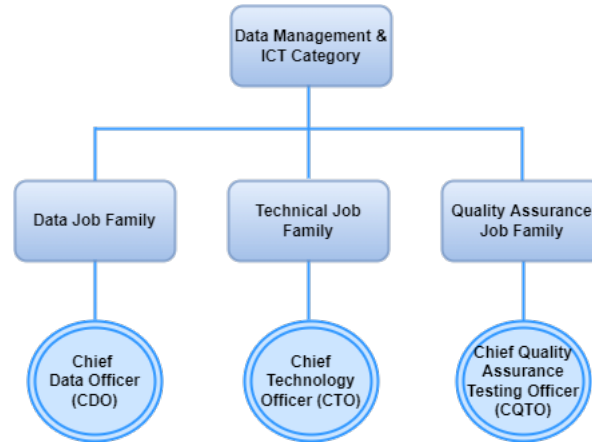 Data Management &
ICT Category
Data Job Family
Technical Job
Family
Quality Assurance
Job Family
Chief
Data Officer
(CDO)
Chief
Technology
Officer (CTO)
Chief Quality
Assurance
Testing Officer
(CQTO)